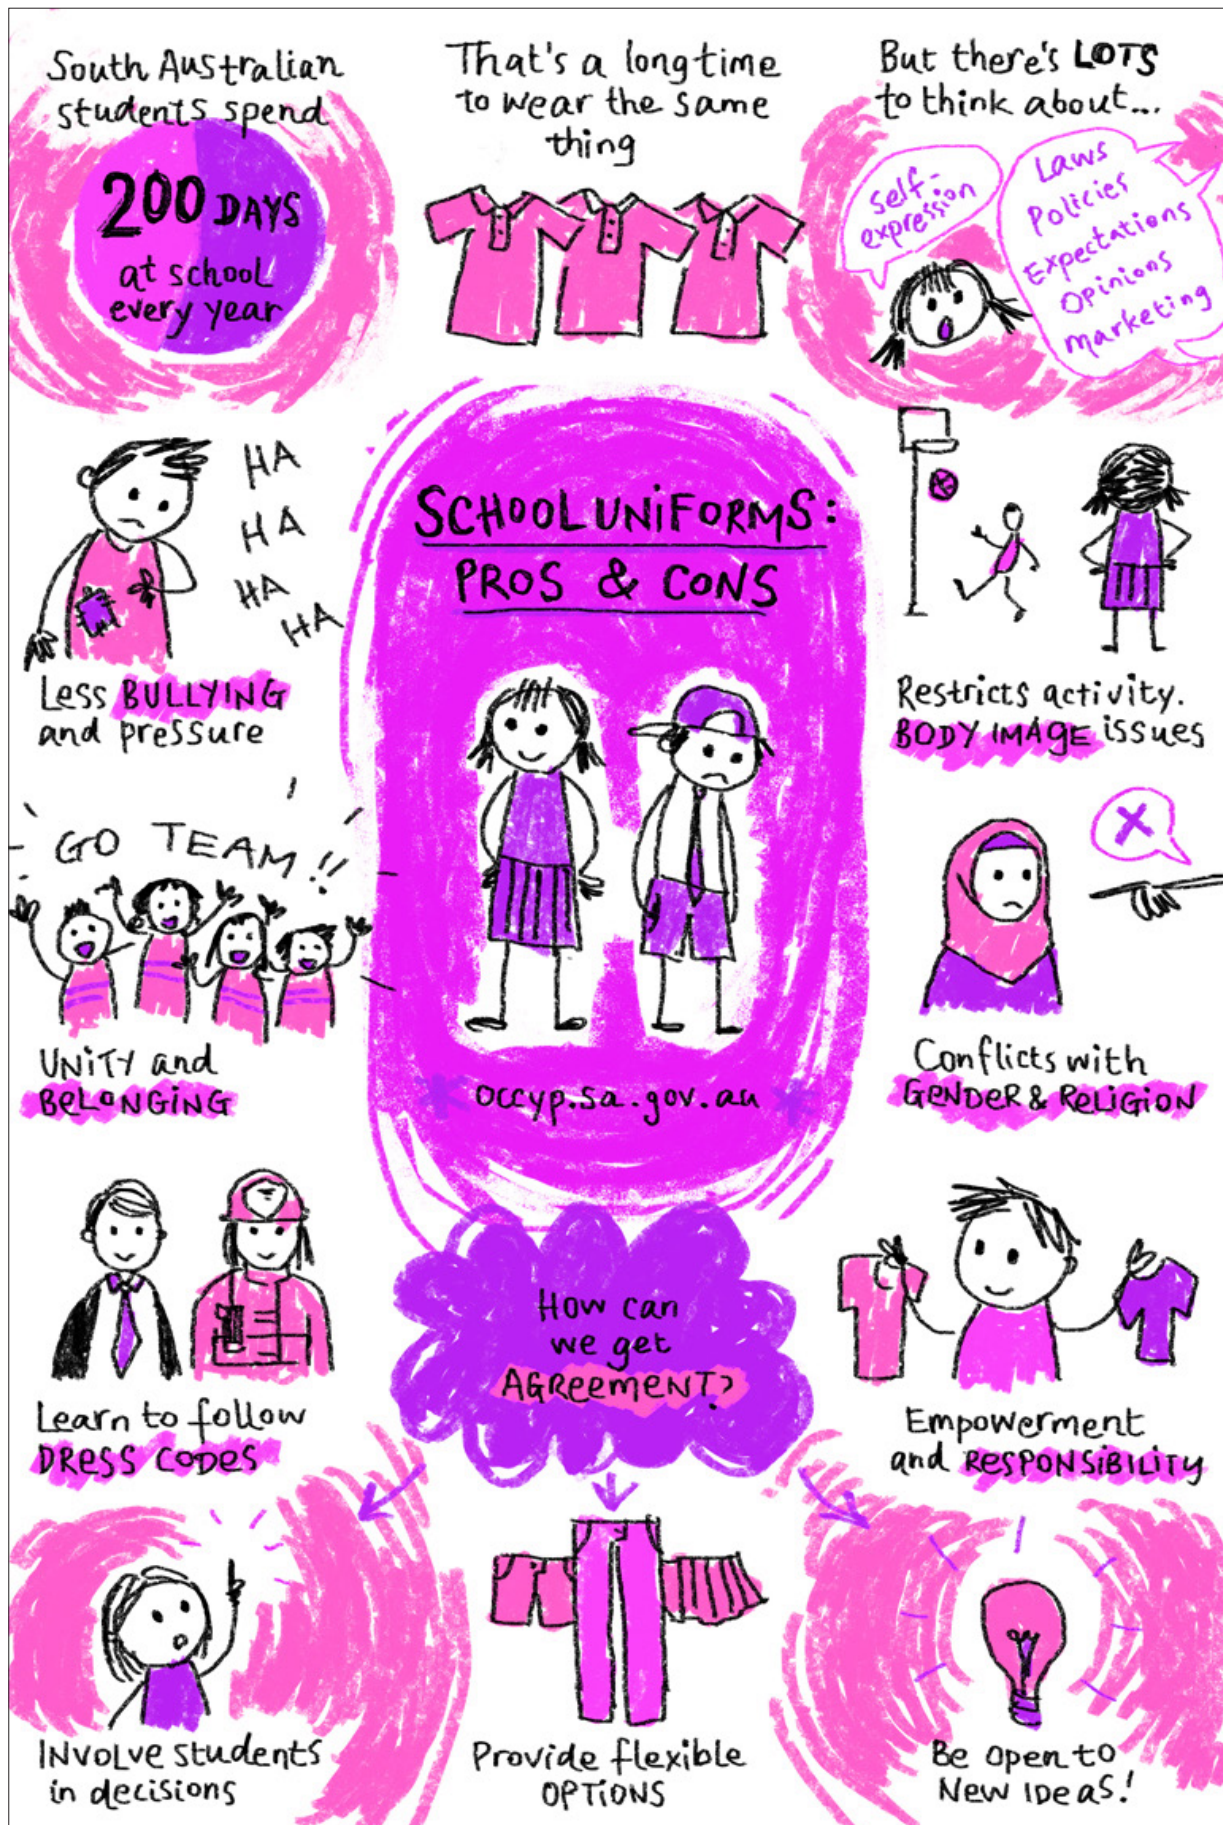 South Australian
students spend
200 DAYS
at school
every year
That's a long time
to wear the same
thing
But there's LOTS
to think about...
self-
expression
Laws
Policies
Expectations
Opinions
marketing
SCHOOL UNIFORMS:
PROS & CONS
occyp.sa.gov.au
HA
HA
HA
HA
Less BULLYING
and pressure
Restricts activity.
BODY IMAGE issues
GO TEAM!!
UNITY and
BELONGING
X
Conflicts with
GENDER & RELIGION
Learn to follow
DRESS CODES
Empowerment
and RESPONSIBILITY
How can
we get
AGREEMENT?
INVOLVE students
in decisions
Provide flexible
OPTIONS
Be open to
New IDeas!